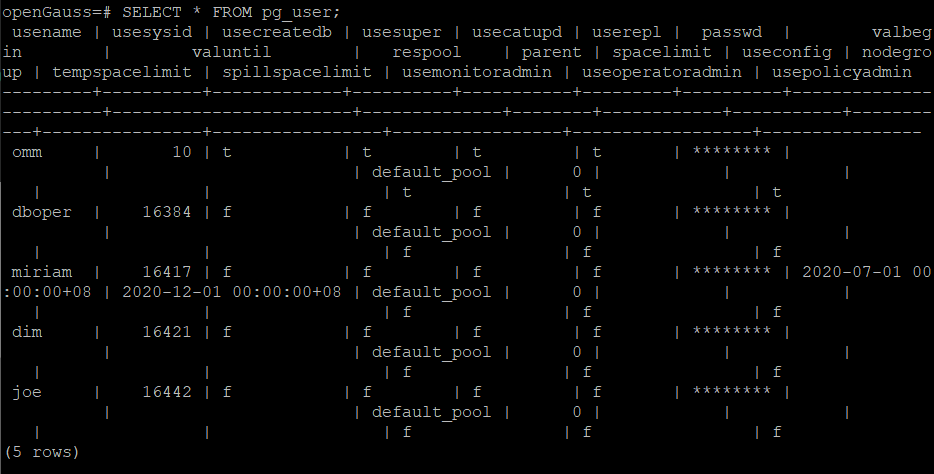 openGauss=# SELECT * FROM pg_user;
 usename | usesysid | usecreatedb | usesuper | usecatupd | userepl |  passwd  |         valbeg
in          |          valuntil          |   respool    | parent | spacelimit | useconfig | nodegro
up | tempspacelimit | spillspacelimit | usemonitoradmin | useoperatoradmin | usepolicyadmin
---------+----------+-------------+----------+-----------+---------+----------+---------------
---------+------------------------+--------------+--------+------------+-----------+--------
---+----------------+-----------------+-----------------+------------------+----------------
 omm     |       10 | t           | t        | t         | t       | ******** |
         |                        | default_pool |      0 |            |           |
   |                |                 | t               | t                | t
 dboper  |    16384 | f           | f        | f         | f       | ******** |
         |                        | default_pool |      0 |            |           |
   |                |                 | f               | f                | f
 miriam  |    16417 | f           | f        | f         | f       | ******** | 2020-07-01 00
:00:00+08 | 2020-12-01 00:00:00+08 | default_pool |      0 |            |           |
   |                |                 | f               | f                | f
 dim     |    16421 | f           | f        | f         | f       | ******** |
         |                        | default_pool |      0 |            |           |
   |                |                 | f               | f                | f
 joe     |    16442 | f           | f        | f         | f       | ******** |
         |                        | default_pool |      0 |            |           |
   |                |                 | f               | f                | f
(5 rows)